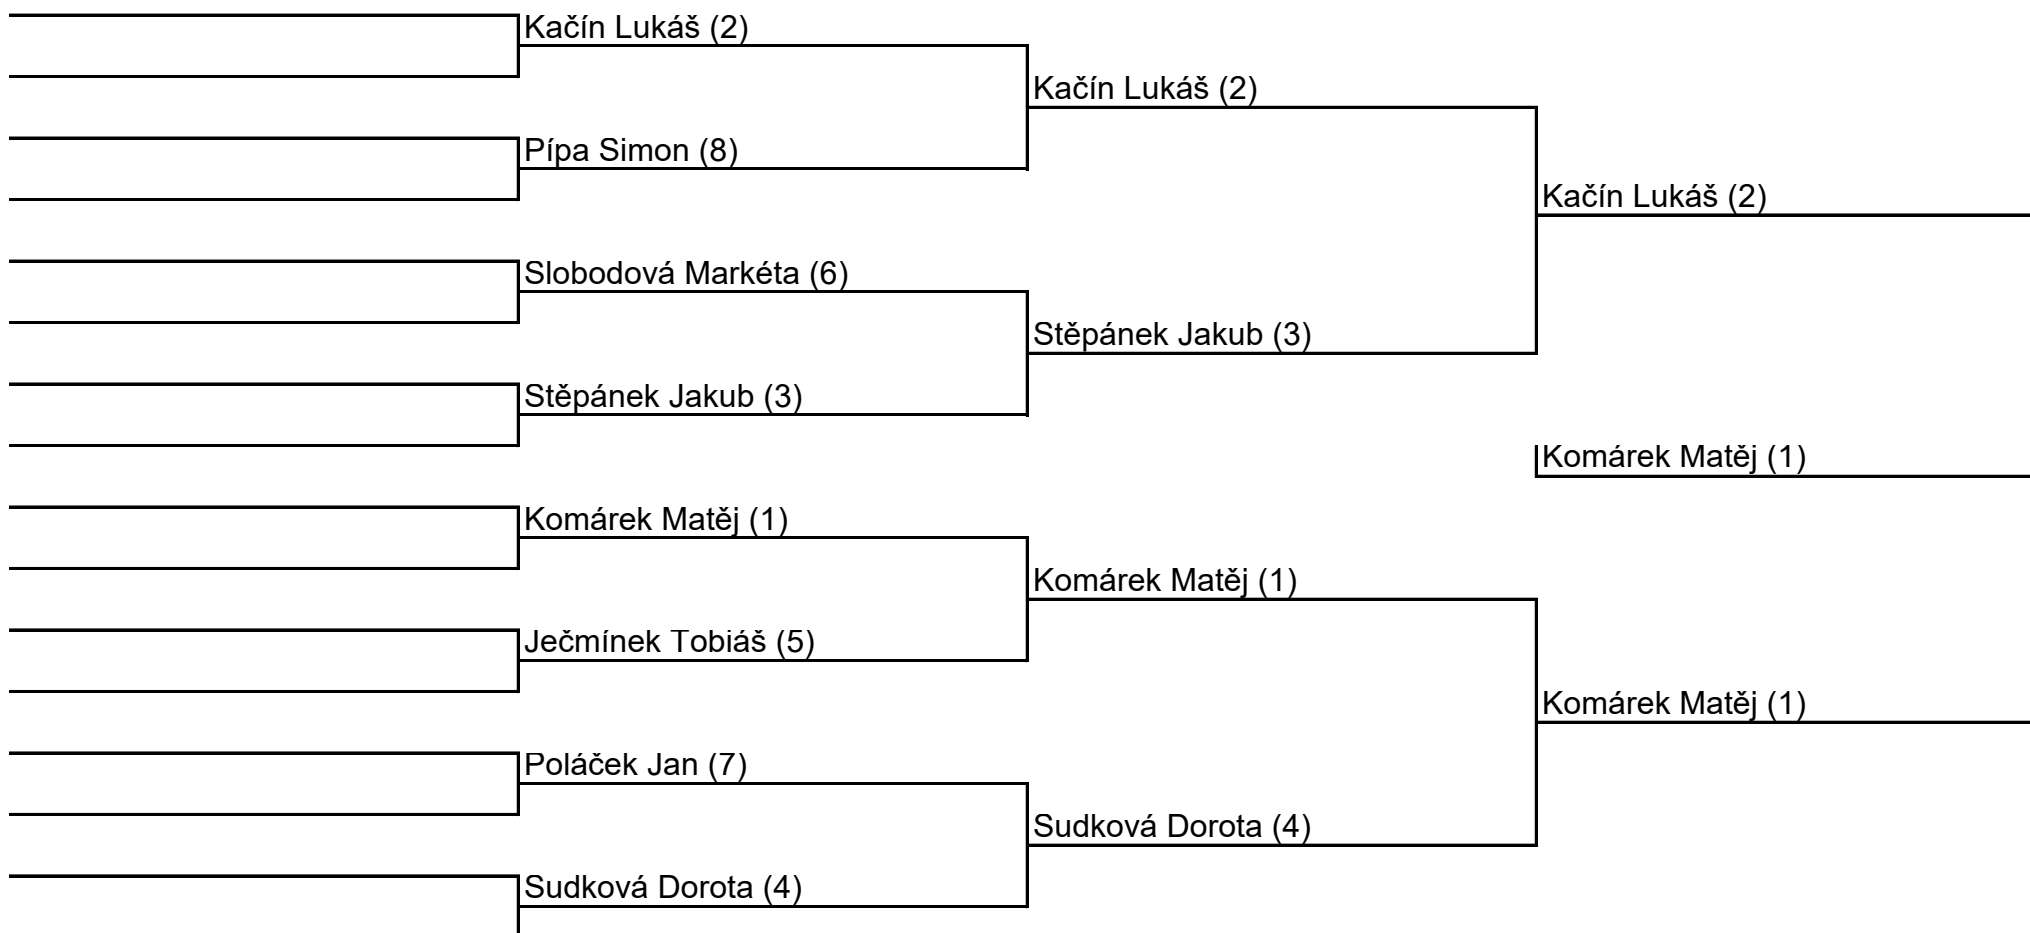 Kačín Lukáš (2)
Pípa Simon (8)
Slobodová Markéta (6)
Stěpánek Jakub (3)
Komárek Matěj (1)
Ječmínek Tobiáš (5)
Poláček Jan (7)
Sudková Dorota (4)
Kačín Lukáš (2)
Stěpánek Jakub (3)
Komárek Matěj (1)
Sudková Dorota (4)
Kačín Lukáš (2)
Komárek Matěj (1)
Komárek Matěj (1)